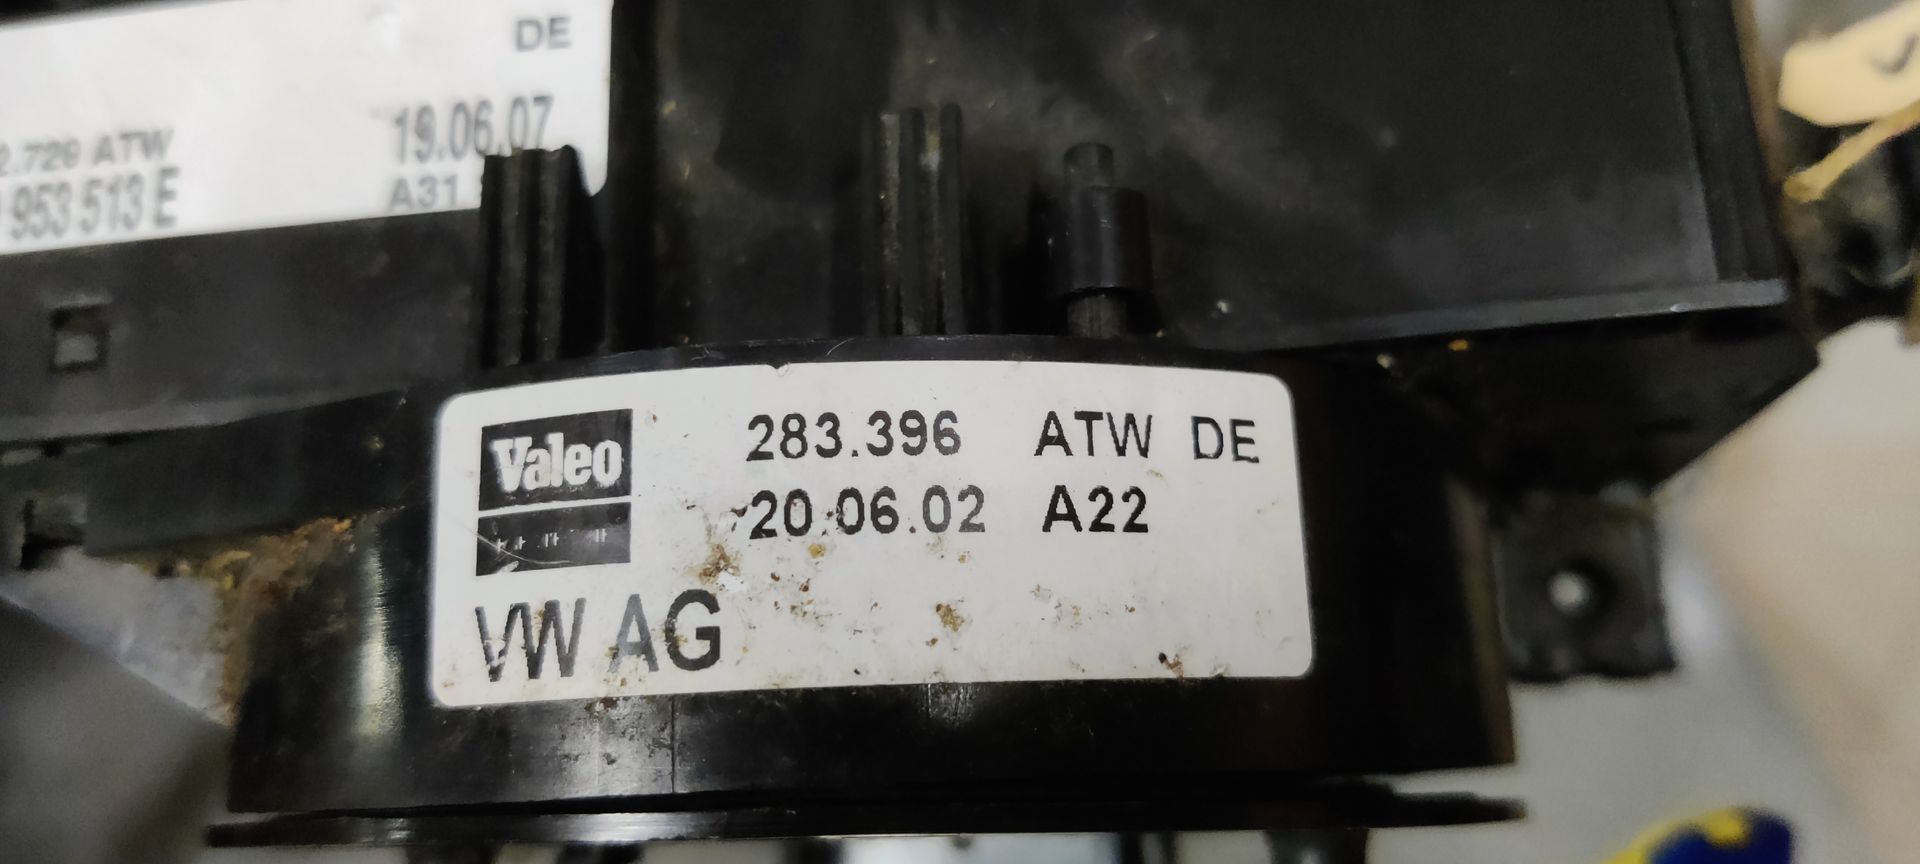 DE
19.06.07
2.729 ATW
A31
953 513 E
Valeo
283.396 ATW DE
20.06.02 A22
VW AG